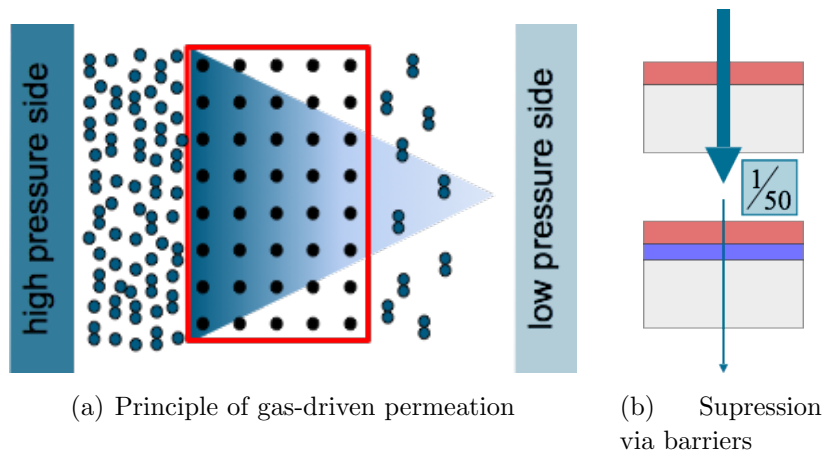 high pressure side
low pressure side
1/50
(a) Principle of gas-driven permeation
(b) Supression
via barriers